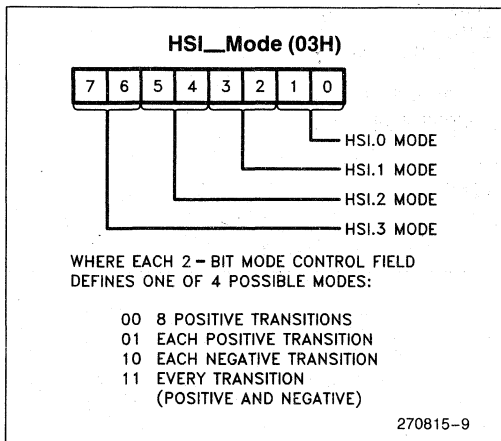 HSI__Mode (03H)
7 6 5 4 3 2 1 0
HSI.0 MODE
HSI.1 MODE
HSI.2 MODE
HSI.3 MODE
WHERE EACH 2-BIT MODE CONTROL FIELD
DEFINES ONE OF 4 POSSIBLE MODES:
00 8 POSITIVE TRANSITIONS
01 EACH POSITIVE TRANSITION
10 EACH NEGATIVE TRANSITION
11 EVERY TRANSITION
(POSITIVE AND NEGATIVE)
270815-9